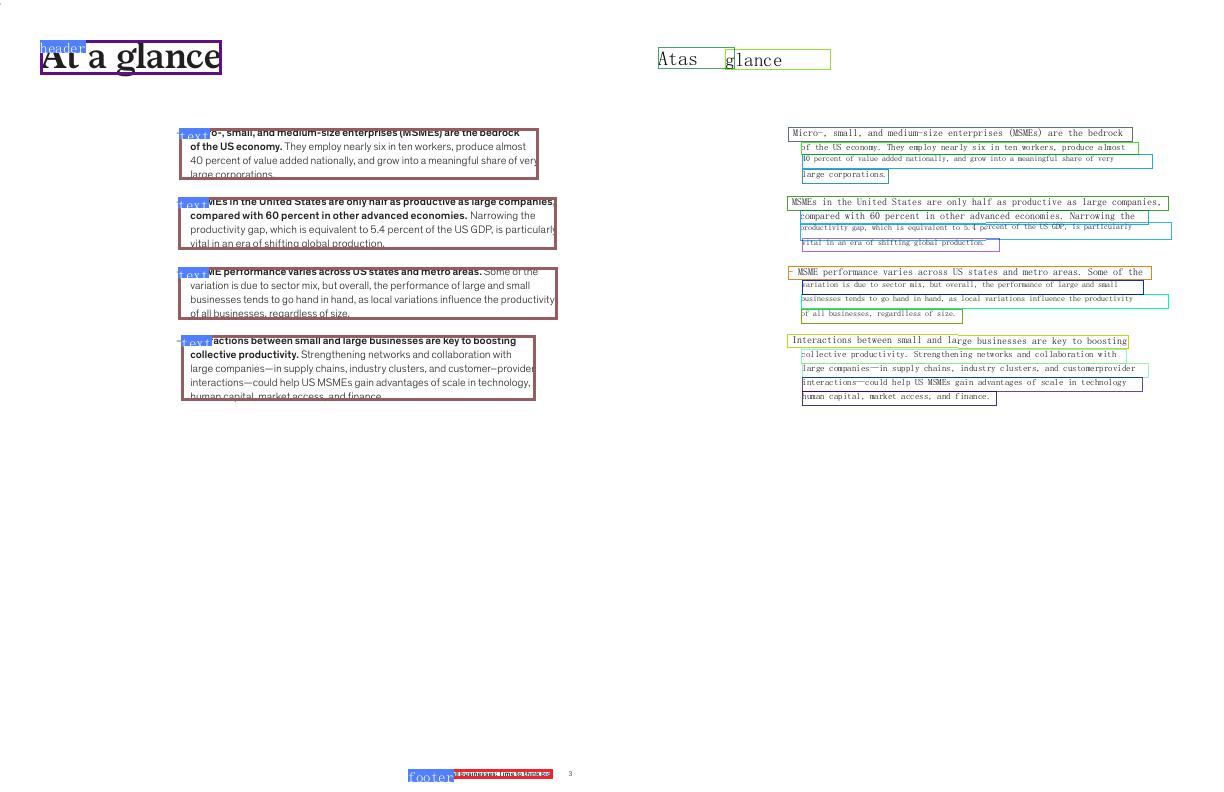 header
At a glance
text
o-, small, and medium-size enterprises (MSMEs) are the bedrock
of the US economy. They employ nearly six in ten workers, produce almost
40 percent of value added nationally, and grow into a meaningful share of very
large corporations.
text
MEs in the United States are only half as productive as large companies,
compared with 60 percent in other advanced economies. Narrowing the
productivity gap, which is equivalent to 5.4 percent of the US GDP, is particularly
vital in an era of shifting global production.
text
ME performance varies across US states and metro areas. Some of the
variation is due to sector mix, but overall, the performance of large and small
businesses tends to go hand in hand, as local variations influence the productivity
of all businesses, regardless of size.
text
ractions between small and large businesses are key to boosting
collective productivity. Strengthening networks and collaboration with
large companies—in supply chains, industry clusters, and customer–provider
interactions—could help US MSMEs gain advantages of scale in technology,
human capital, market access, and finance.
footer
businesses: Time to think big
3
Atas glance
Micro-, small, and medium-size enterprises (MSMEs) are the bedrock
of the US economy. They employ nearly six in ten workers, produce almost
40 percent of value added nationally, and grow into a meaningful share of very
large corporations.
MSMEs in the United States are only half as productive as large companies,
compared with 60 percent in other advanced economies. Narrowing the
productivity gap, which is equivalent to 5.4 percent of the US GDP, is particularly
vital in an era of shifting global production.
- MSME performance varies across US states and metro areas. Some of the
variation is due to sector mix, but overall, the performance of large and small
businesses tends to go hand in hand, as local variations influence the productivity
of all businesses, regardlless of size.
Interactions between small and large businesses are key to boosting
collective productivity. Strengthening networks and collaboration with
large companies—in supply chains, industry clusters, and customerprovider
interactions—could help US MSMEs gain advantages of scale in technology
human capital, market access, and finance.